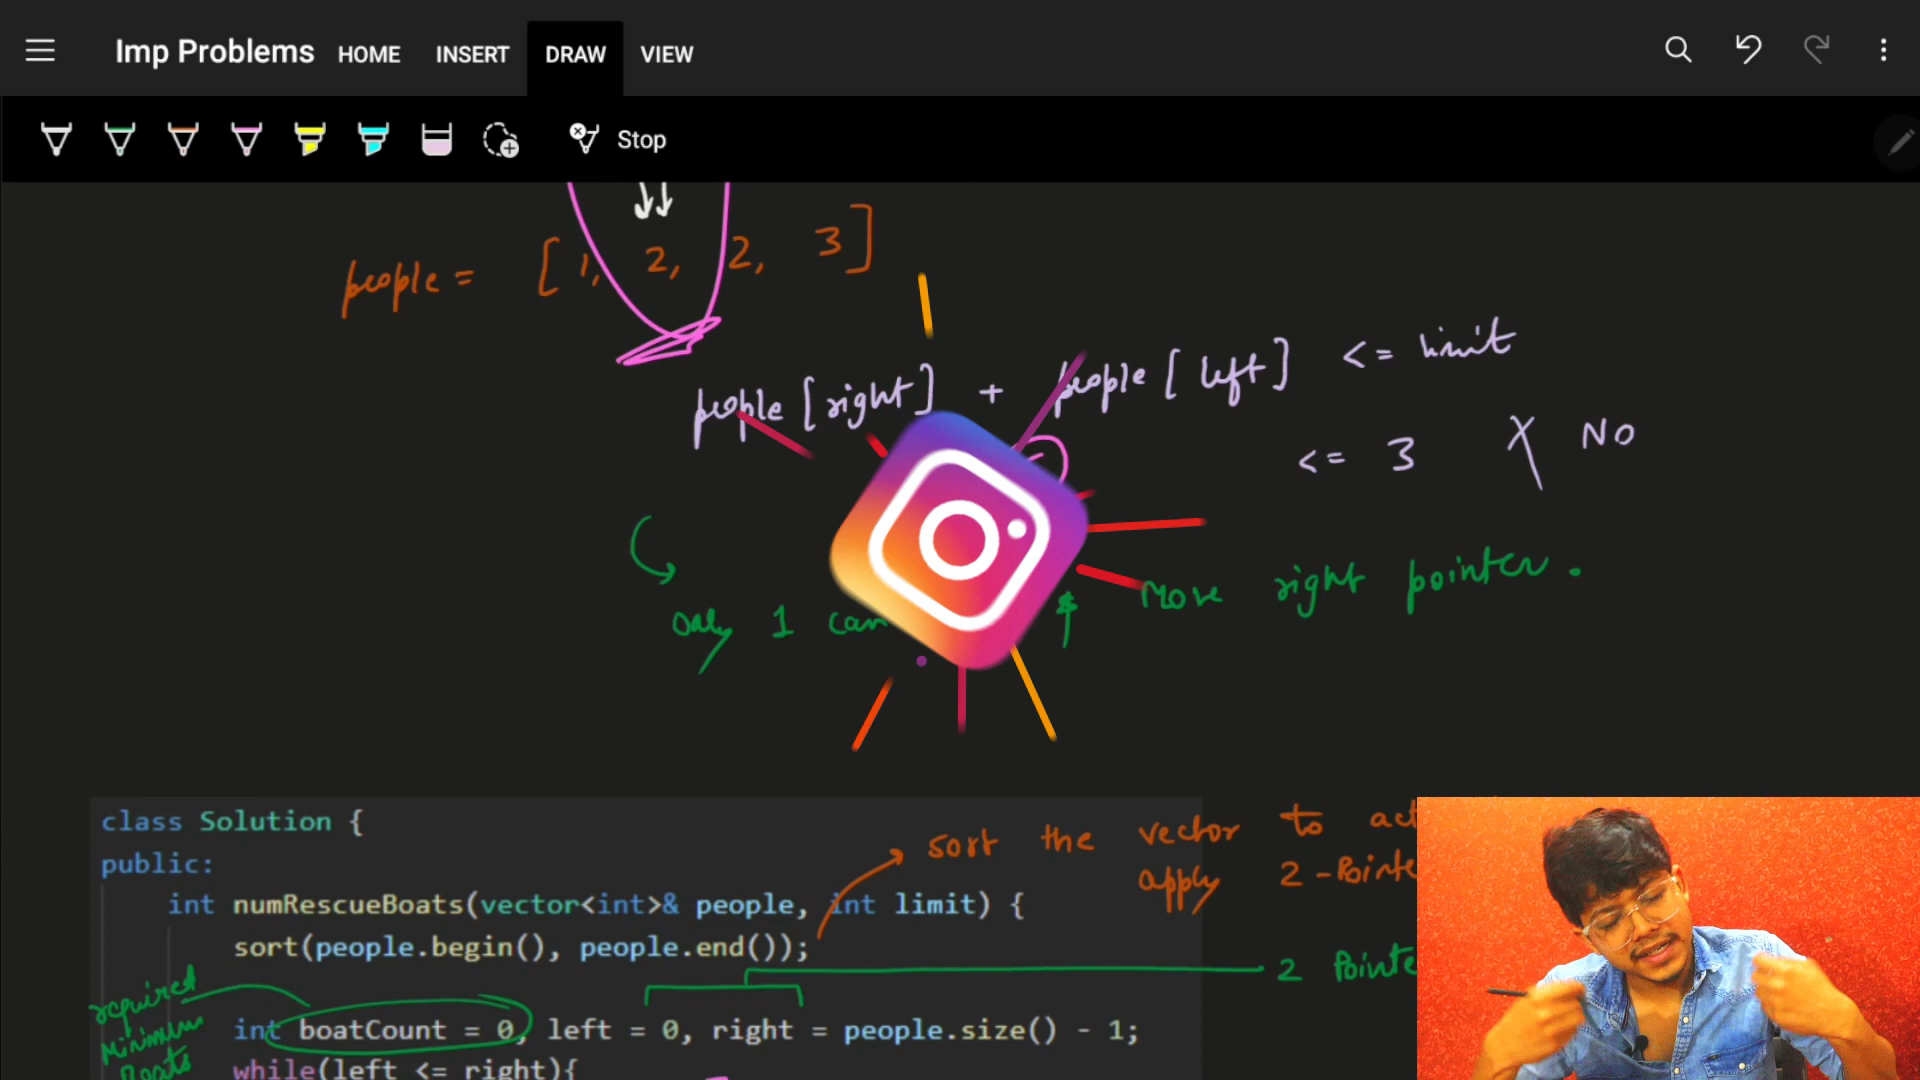 Imp Problems HOME INSERT DRAW VIEW
Stop
people = [1, 2, 2, 3]
people[right] + people[left] <= limit
<= 3 X NO
only 1 can
& Move right pointer.
class Solution {
public:
int numRescueBoats(vector<int>& people, int limit) {
sort(people.begin(), people.end());
sort the vector to
apply 2-Pointe
2 Pointe
required
Minimum
Boats
int boatCount = 0, left = 0, right = people.size() - 1;
while(left <= right){